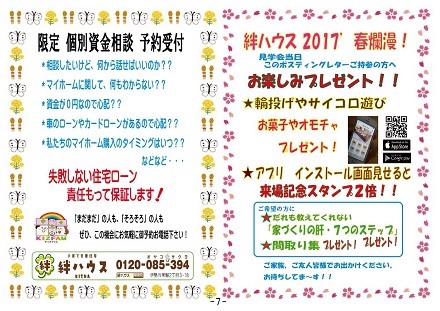 限定 個別資金相談 予約受付
＊相談したいけど、何から話せばいいのか？？
＊マイホームに関して、何もわからない？？
＊資金が0円なので心配？？
＊車のローンやカードローンがあるので心配？？
＊私たちのマイホーム購入のタイミングはいつ？？
などなど・・・
失敗しない住宅ローン
責任もって保証します！
「まだまだ」の人も、「そろそろ」の人も
ぜひ、この機会にお気軽に御予約お電話下さい！
絆
絆ハウス
KIZNA
0120-085-394
絆ハウス 2017' 春爛漫！
見学会当日
このポスティングレターご持参の方へ
お楽しみプレゼント！！
★輪投げやサイコロ遊び
お菓子やオモチャ
プレゼント！
App Store
Google play
★アプリ インストール画面見せると
来場記念スタンプ2倍！！
ご希望の方に
★だれも教えてくれない
「家づくりの肝・7つのステップ」
★間取り集 プレゼント！ プレゼント！
ご家族、ご友人皆様でお出かけください。
お待ちしてまーす！！
-7-